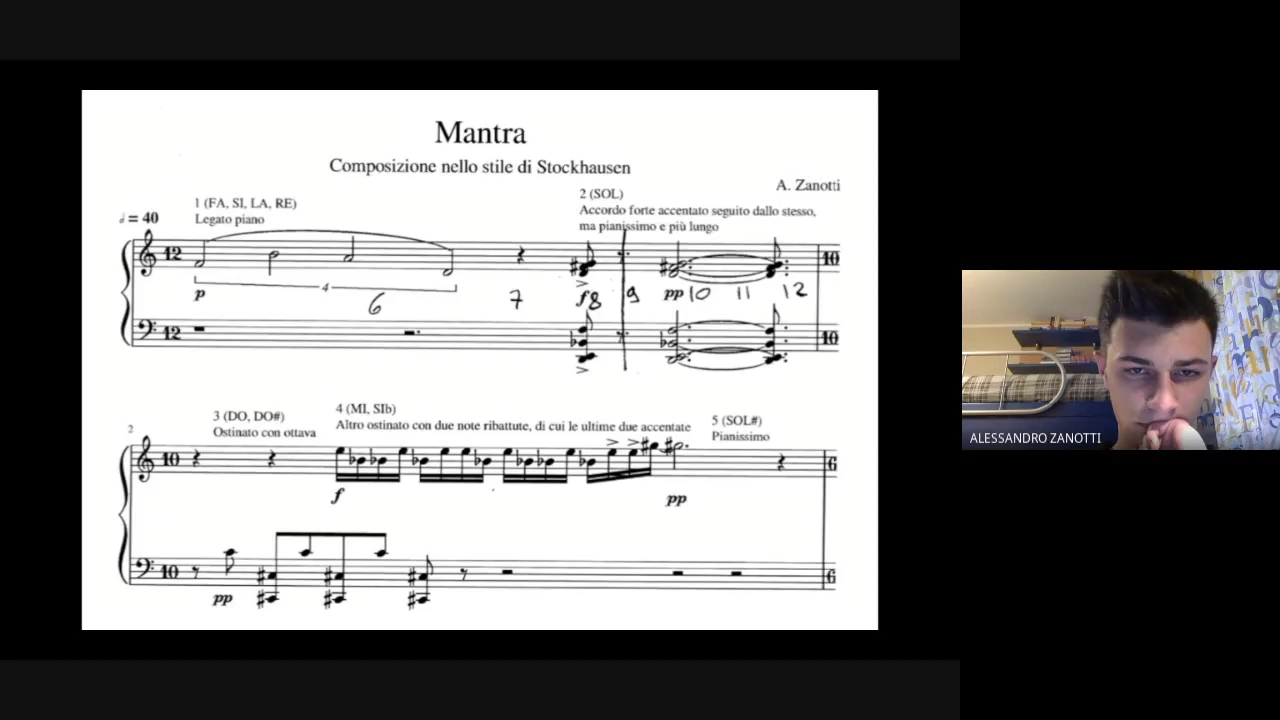 Mantra
Composizione nello stile di Stockhausen
A. Zanotti
1 (FA, SI, LA, RE)
Legato piano
2 (SOL)
Accordo forte accentato seguito dallo stesso,
ma pianissimo e più lungo
= 40
12
10
4
p
6
7
f8
9
pp 10
11
12
12
10
3 (DO, DO#)
Ostinato con ottava
4 (MI, SIb)
Altro ostinato con due note ribattute, di cui le ultime due accentate
5 (SOL#)
Pianissimo
2
10
6
f
pp
10
6
pp
ALESSANDRO ZANOTTI